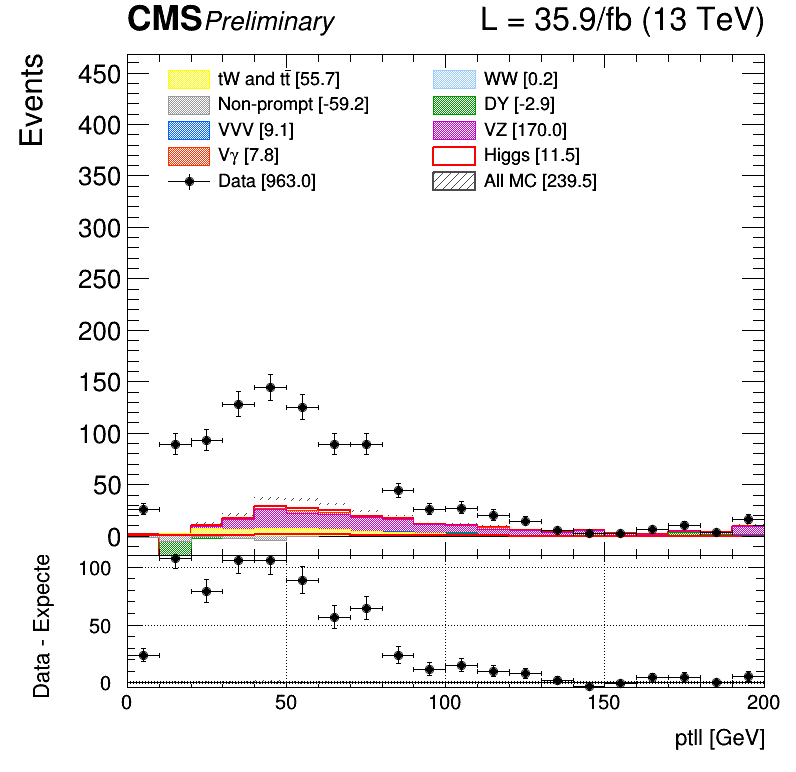 CMS Preliminary L = 35.9/fb (13 TeV)
Events
450
400
350
300
250
200
150
100
50
0
tW and tt̄ [55.7]
WW [0.2]
Non-prompt [-59.2]
DY [-2.9]
VVV [9.1]
VZ [170.0]
Vγ [7.8]
Higgs [11.5]
Data [963.0]
All MC [239.5]
Data - Expecte
100
50
0
0 50 100 150 200
ptll [GeV]